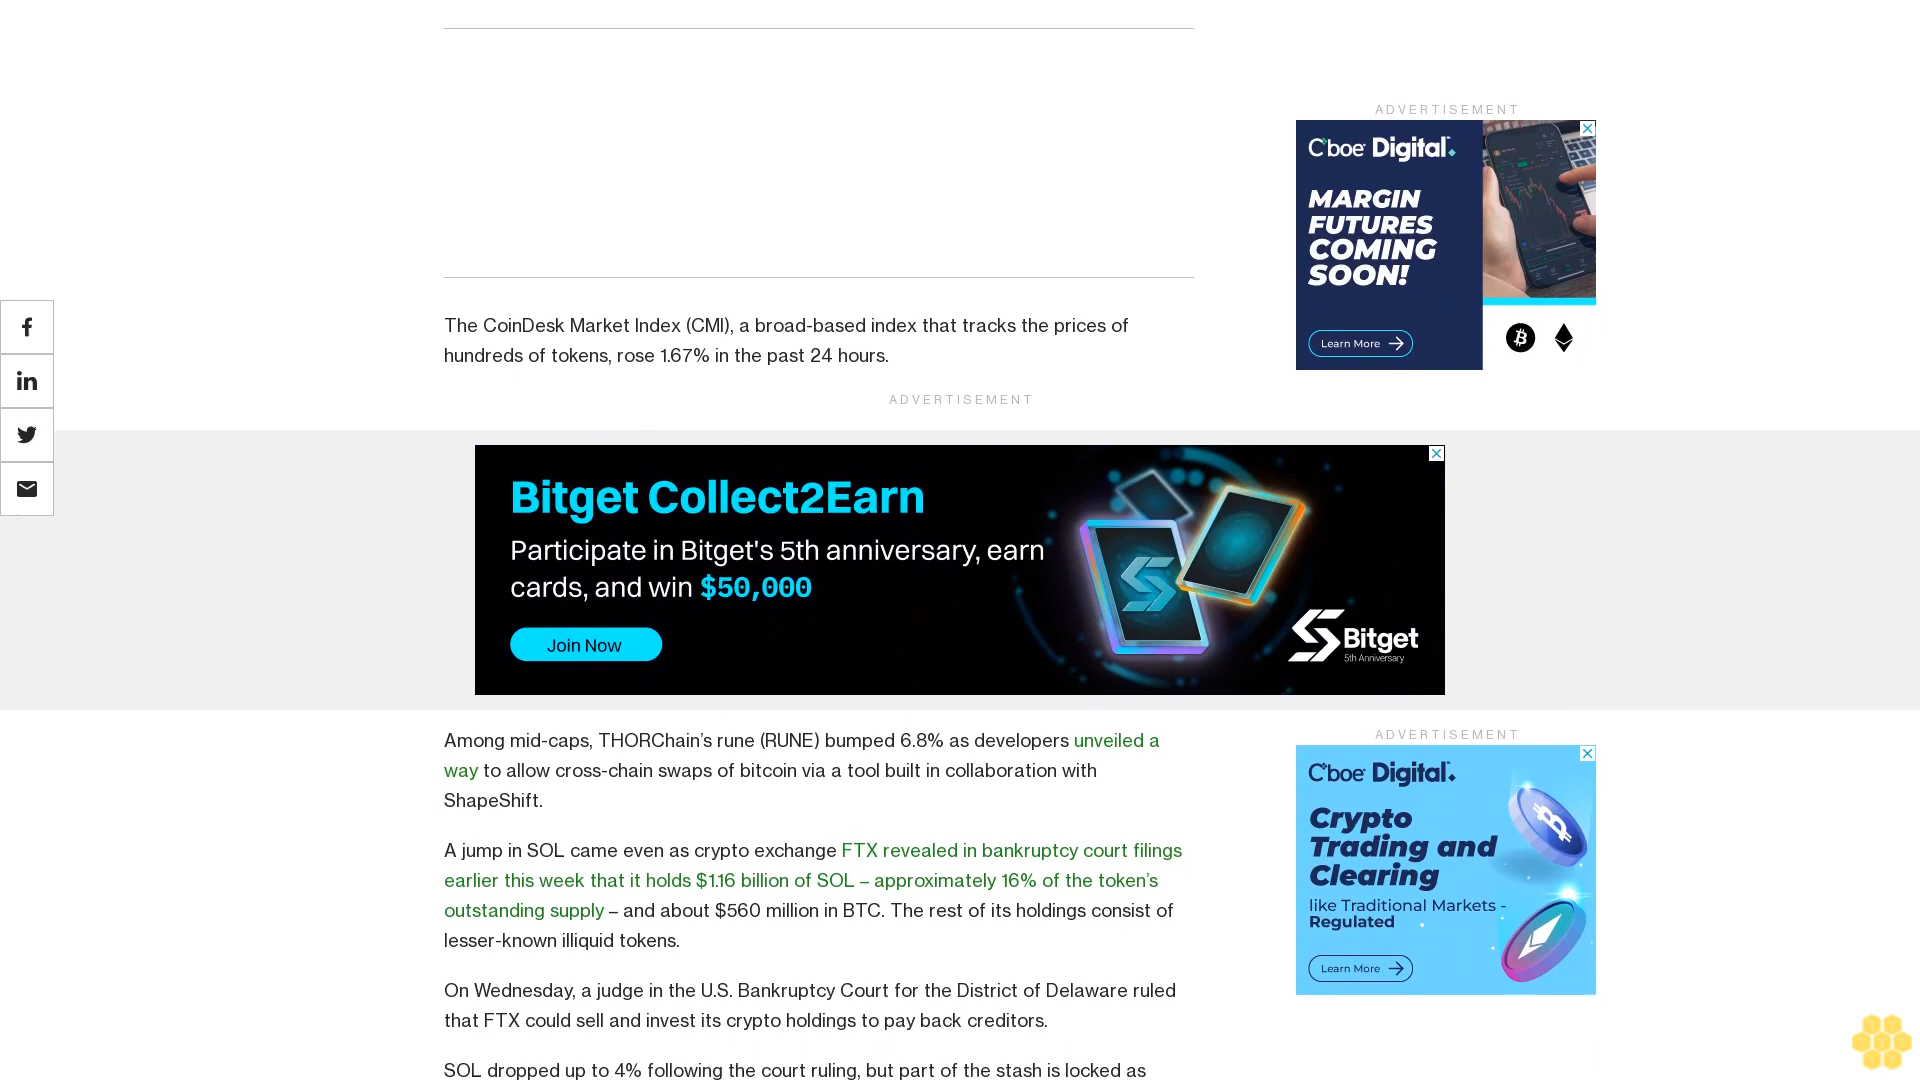 ADVERTISEMENT
Cboe Digital
MARGIN
FUTURES
COMING
SOON!
Learn More
The CoinDesk Market Index (CMI), a broad-based index that tracks the prices of
hundreds of tokens, rose 1.67% in the past 24 hours.
ADVERTISEMENT
Bitget Collect2Earn
Participate in Bitget's 5th anniversary, earn
cards, and win $50,000
Join Now
Bitget
5th Anniversary
Among mid-caps, THORChain’s rune (RUNE) bumped 6.8% as developers unveiled a
way to allow cross-chain swaps of bitcoin via a tool built in collaboration with
ShapeShift.
A jump in SOL came even as crypto exchange FTX revealed in bankruptcy court filings
earlier this week that it holds $1.16 billion of SOL – approximately 16% of the token’s
outstanding supply – and about $560 million in BTC. The rest of its holdings consist of
lesser-known illiquid tokens.
On Wednesday, a judge in the U.S. Bankruptcy Court for the District of Delaware ruled
that FTX could sell and invest its crypto holdings to pay back creditors.
SOL dropped up to 4% following the court ruling, but part of the stash is locked as
ADVERTISEMENT
Cboe Digital
Crypto
Trading and
Clearing
like Traditional Markets -
Regulated
Learn More